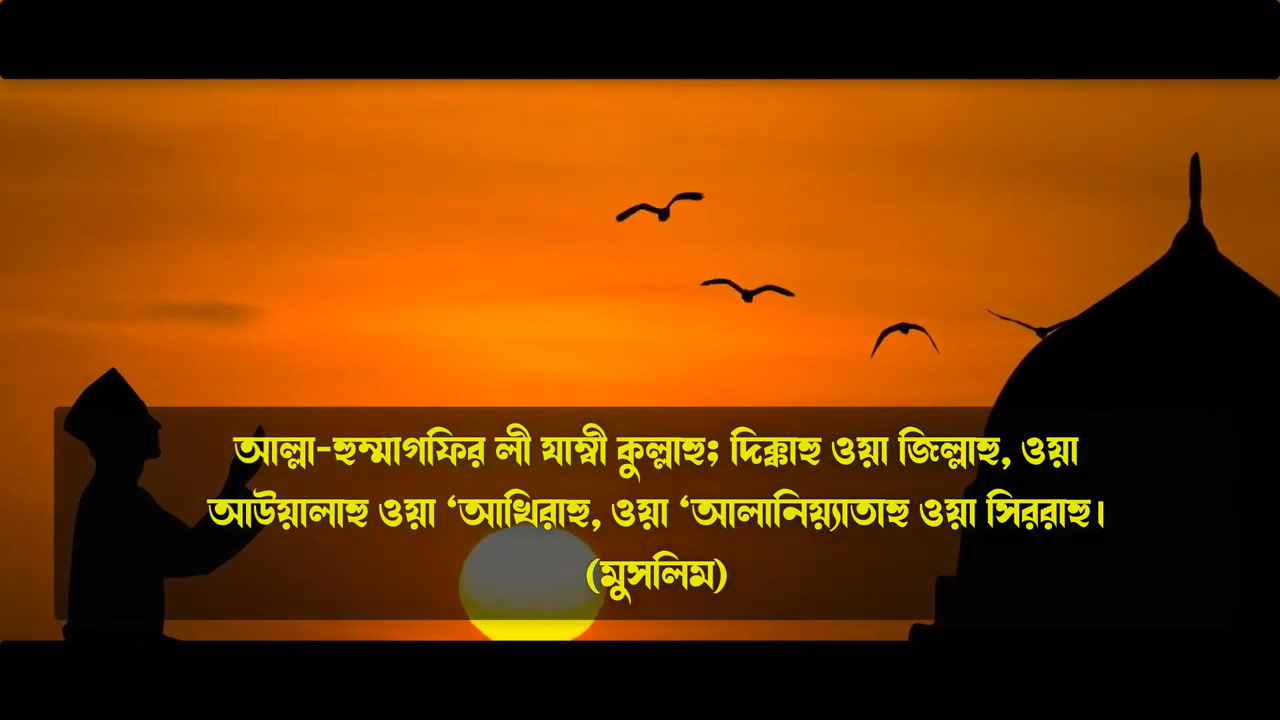 আল্লা-হুম্মাগফির লী যাম্বী কুল্লাহু; দিক্কাহু ওয়া জিল্লাহু, ওয়া
আউয়ালাহু ওয়া ‘আখিরাহু, ওয়া ‘আলানিয়্যাতাহু ওয়া সিররাহু।
(মুসলিম)